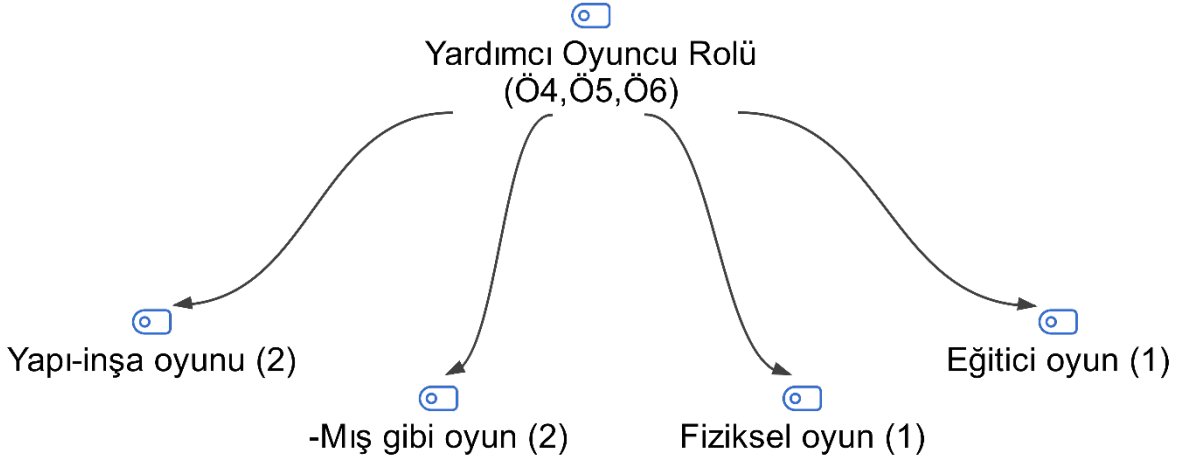 Yardımcı Oyuncu Rolü
(Ö4,Ö5,Ö6)
Yapı-inşa oyunu (2)
Eğitici oyun (1)
-Mış gibi oyun (2)
Fiziksel oyun (1)